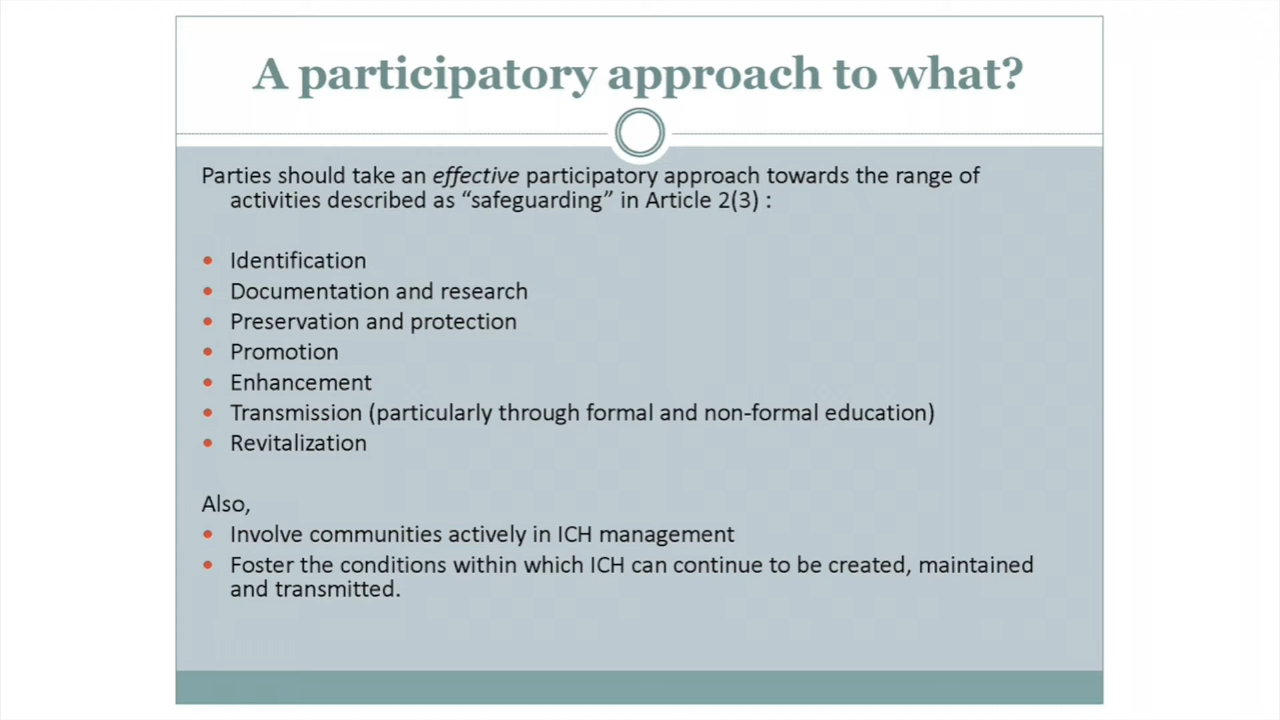 A participatory approach to what?
Parties should take an effective participatory approach towards the range of
activities described as “safeguarding” in Article 2(3) :
• Identification
• Documentation and research
• Preservation and protection
• Promotion
• Enhancement
• Transmission (particularly through formal and non-formal education)
• Revitalization
Also,
• Involve communities actively in ICH management
• Foster the conditions within which ICH can continue to be created, maintained
and transmitted.